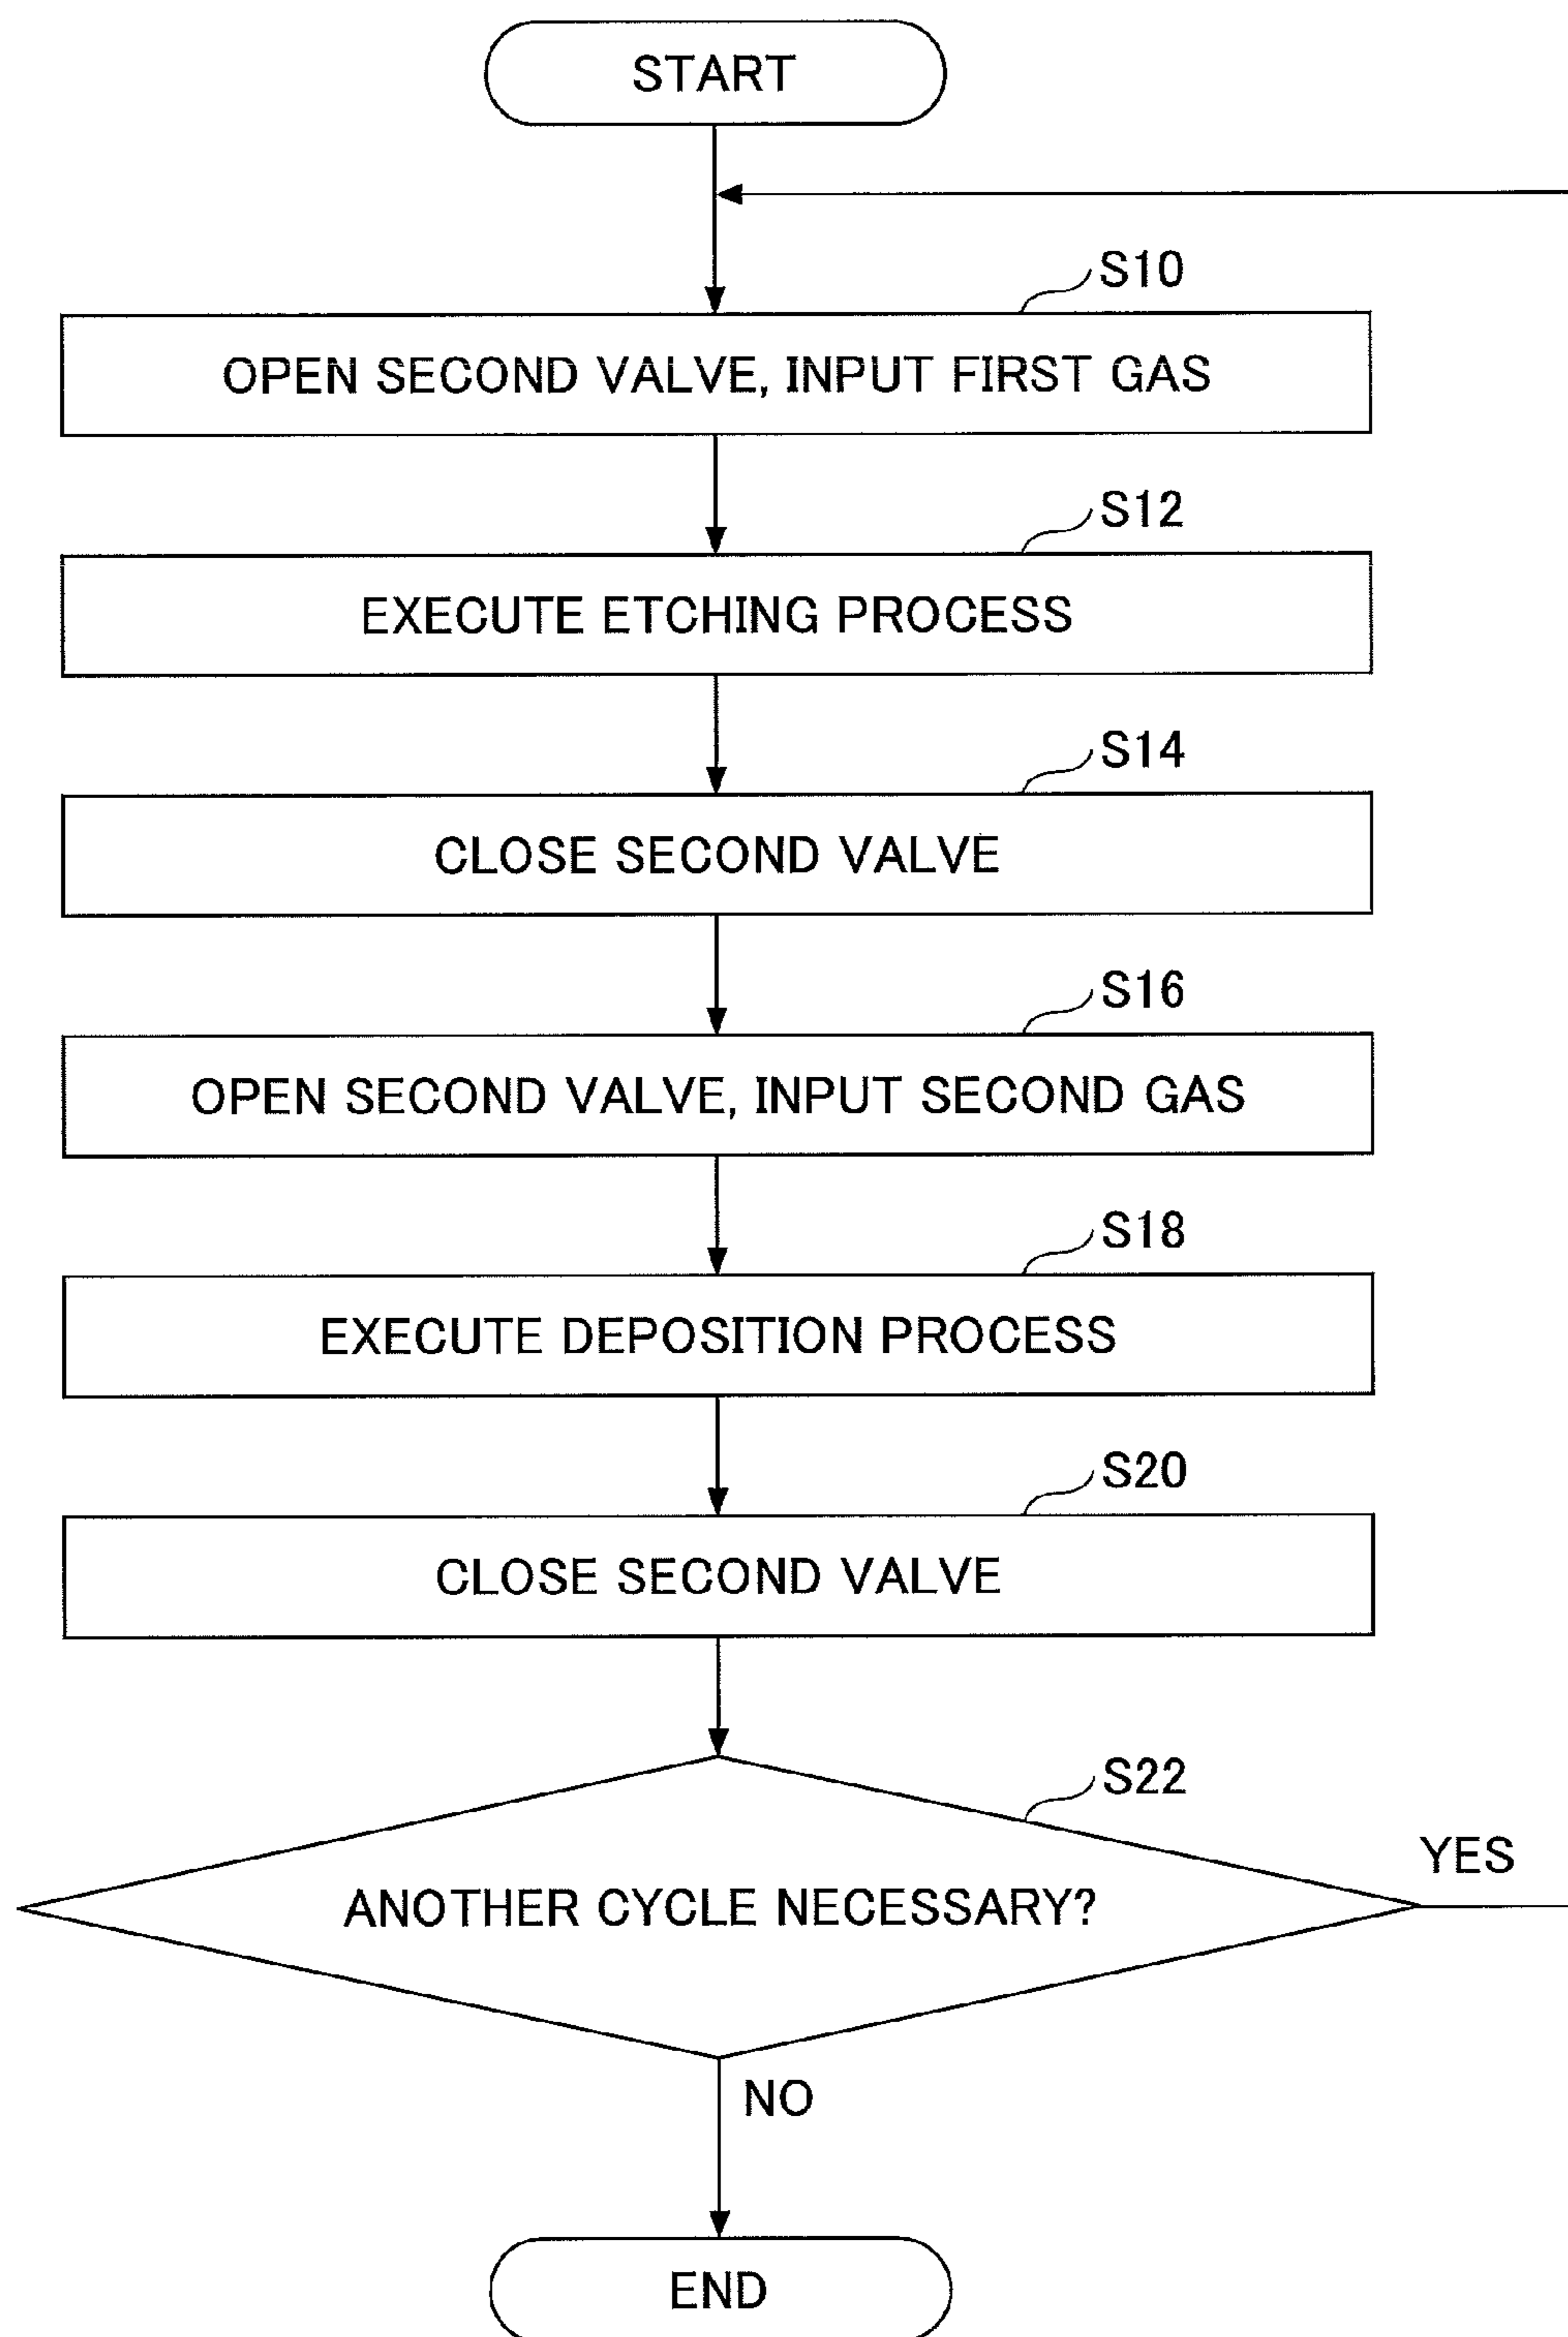 START
S10
OPEN SECOND VALVE, INPUT FIRST GAS
S12
EXECUTE ETCHING PROCESS
S14
CLOSE SECOND VALVE
S16
OPEN SECOND VALVE, INPUT SECOND GAS
S18
EXECUTE DEPOSITION PROCESS
S20
CLOSE SECOND VALVE
S22
YES
ANOTHER CYCLE NECESSARY?
NO
END